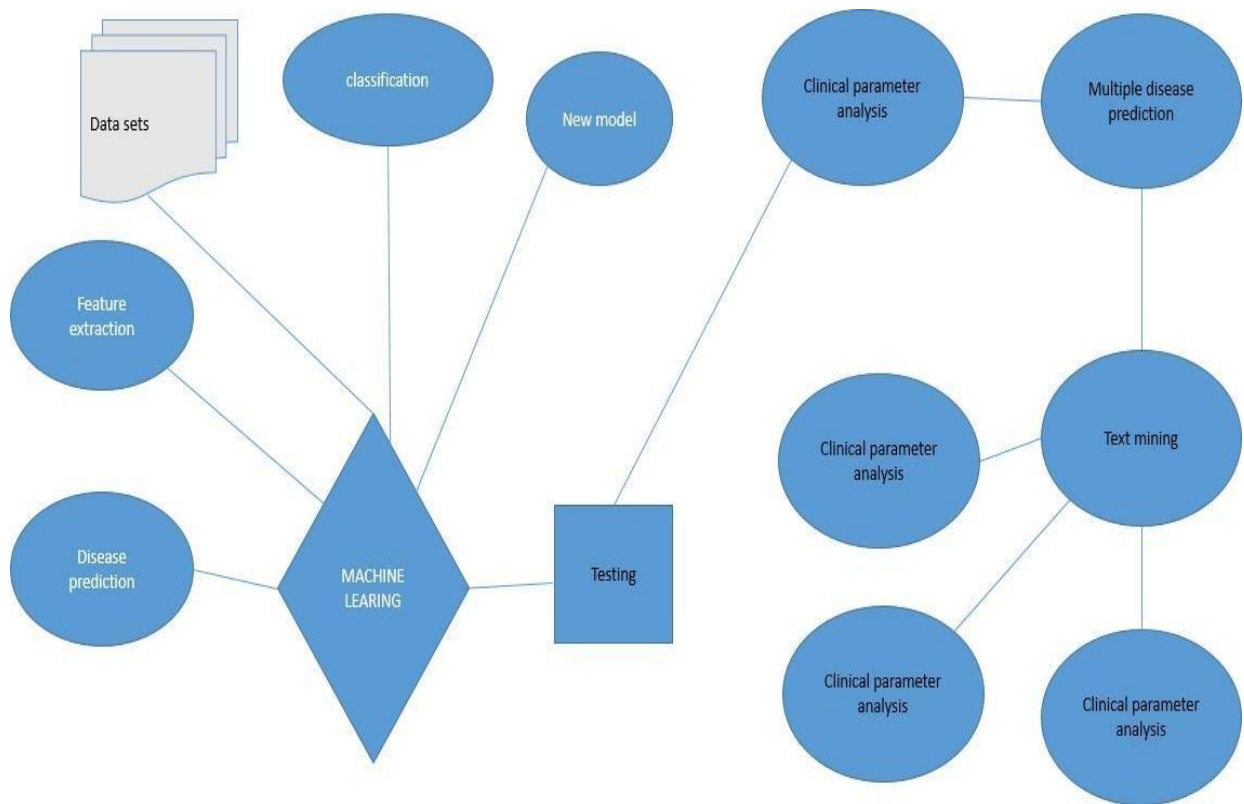 Data sets
classification
New model
Clinical parameter
analysis
Multiple disease
prediction
Feature
extraction
Clinical parameter
analysis
Text mining
Disease
prediction
MACHINE
LEARING
Testing
Clinical parameter
analysis
Clinical parameter
analysis